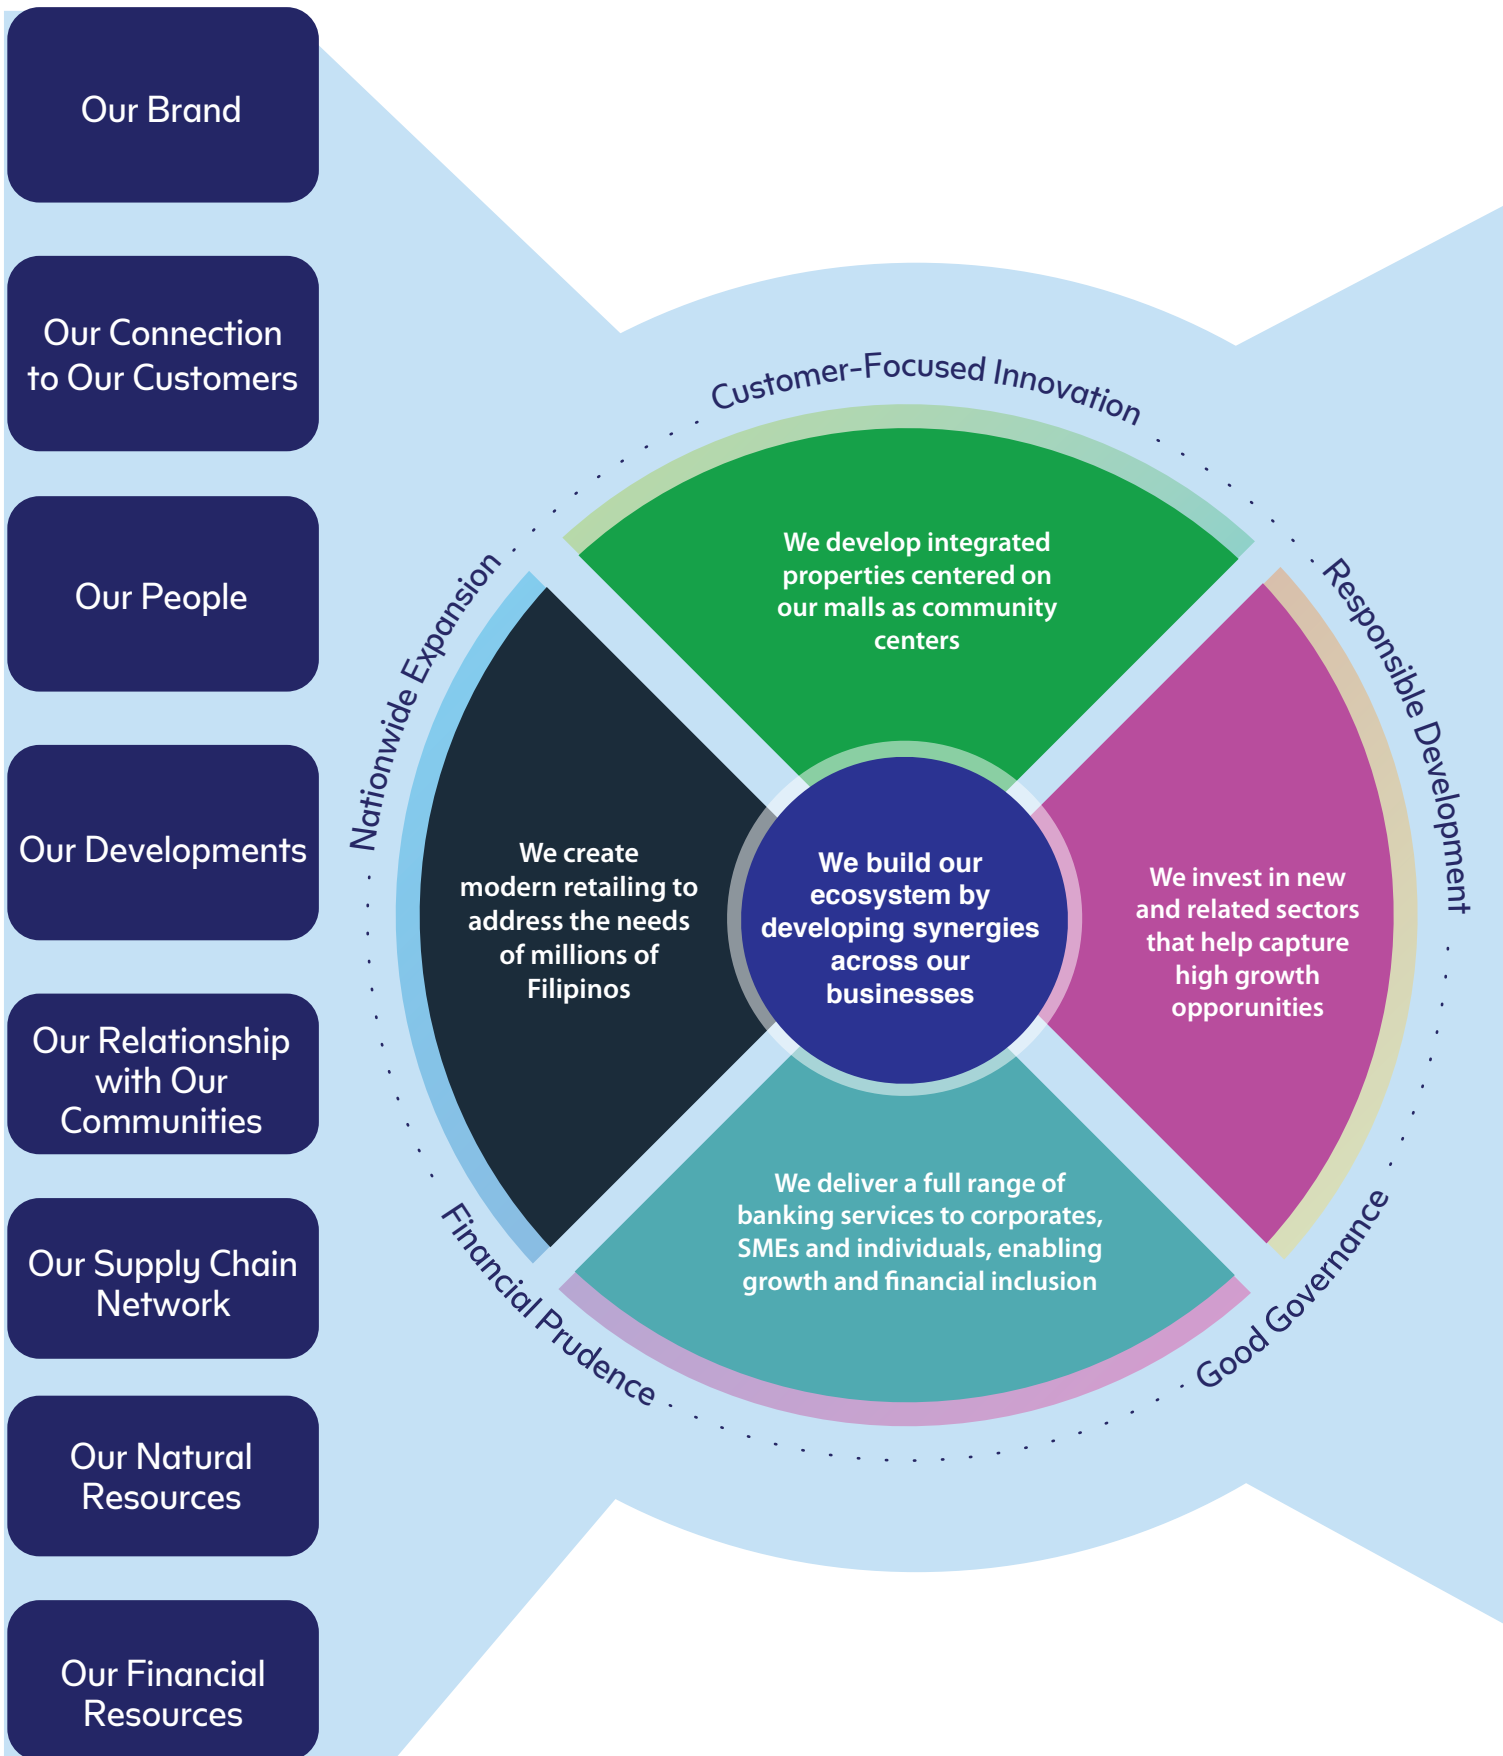 Our Brand
Our Connection
to Our Customers
Our People
Our Developments
Our Relationship
with Our
Communities
Our Supply Chain
Network
Our Natural
Resources
Our Financial
Resources
Customer-Focused Innovation
Responsible Development
Good Governance
Financial Prudence
Nationwide Expansion
We develop integrated
properties centered on
our malls as community
centers
We create
modern retailing to
address the needs
of millions of
Filipinos
We build our
ecosystem by
developing synergies
across our
businesses
We invest in new
and related sectors
that help capture
high growth
opporunities
We deliver a full range of
banking services to corporates,
SMEs and individuals, enabling
growth and financial inclusion